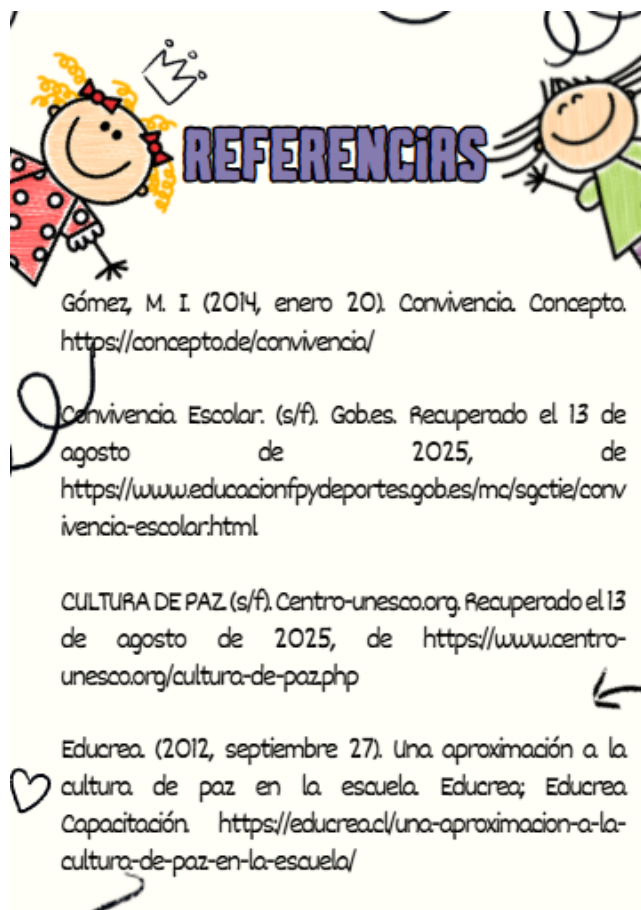 REFERENCiAS
Gómez, M. I. (2014, enero 20). Convivencia. Concepto.
https://concepto.de/convivencia/
Convivencia Escolar. (s/f). Gob.es. Recuperado el 13 de
agosto de 2025, de
https://www.educacionfpydeportes.gob.es/mc/sgctie/conv
ivencia-escolar.html
CULTURA DE PAZ. (s/f). Centro-unesco.org. Recuperado el 13
de agosto de 2025, de https://www.centro-
unesco.org/cultura-de-paz.php
Educrea. (2012, septiembre 27). Una aproximación a la
cultura de paz en la escuela. Educrea; Educrea
Capacitación. https://educrea.cl/una-aproximacion-a-la-
cultura-de-paz-en-la-escuela/